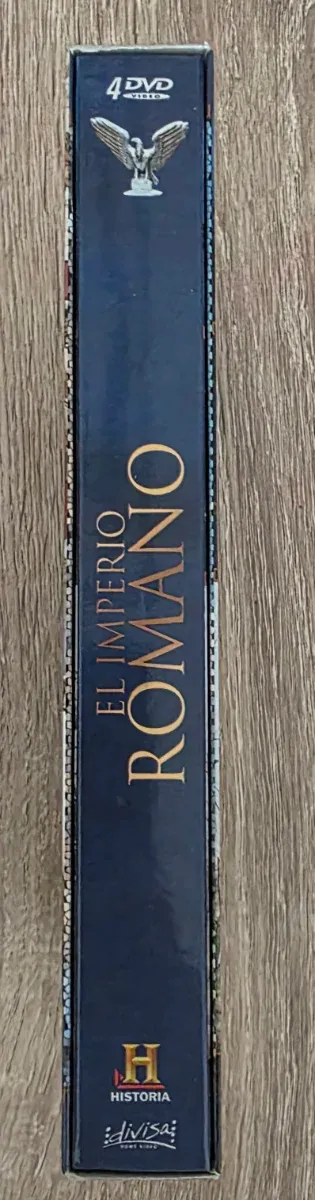 4 DVD
VIDEO
EL IMPERIO
ROMANO
H
HISTORIA
divisa
HOME VIDEO